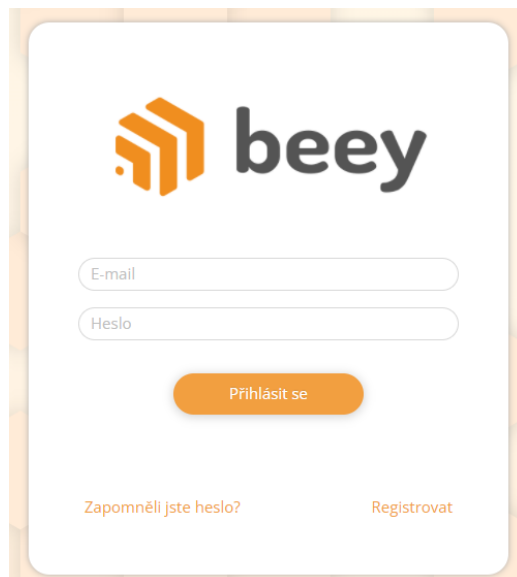 beey
E-mail
Heslo
Přihlásit se
Zapomněli jste heslo? Registrovat